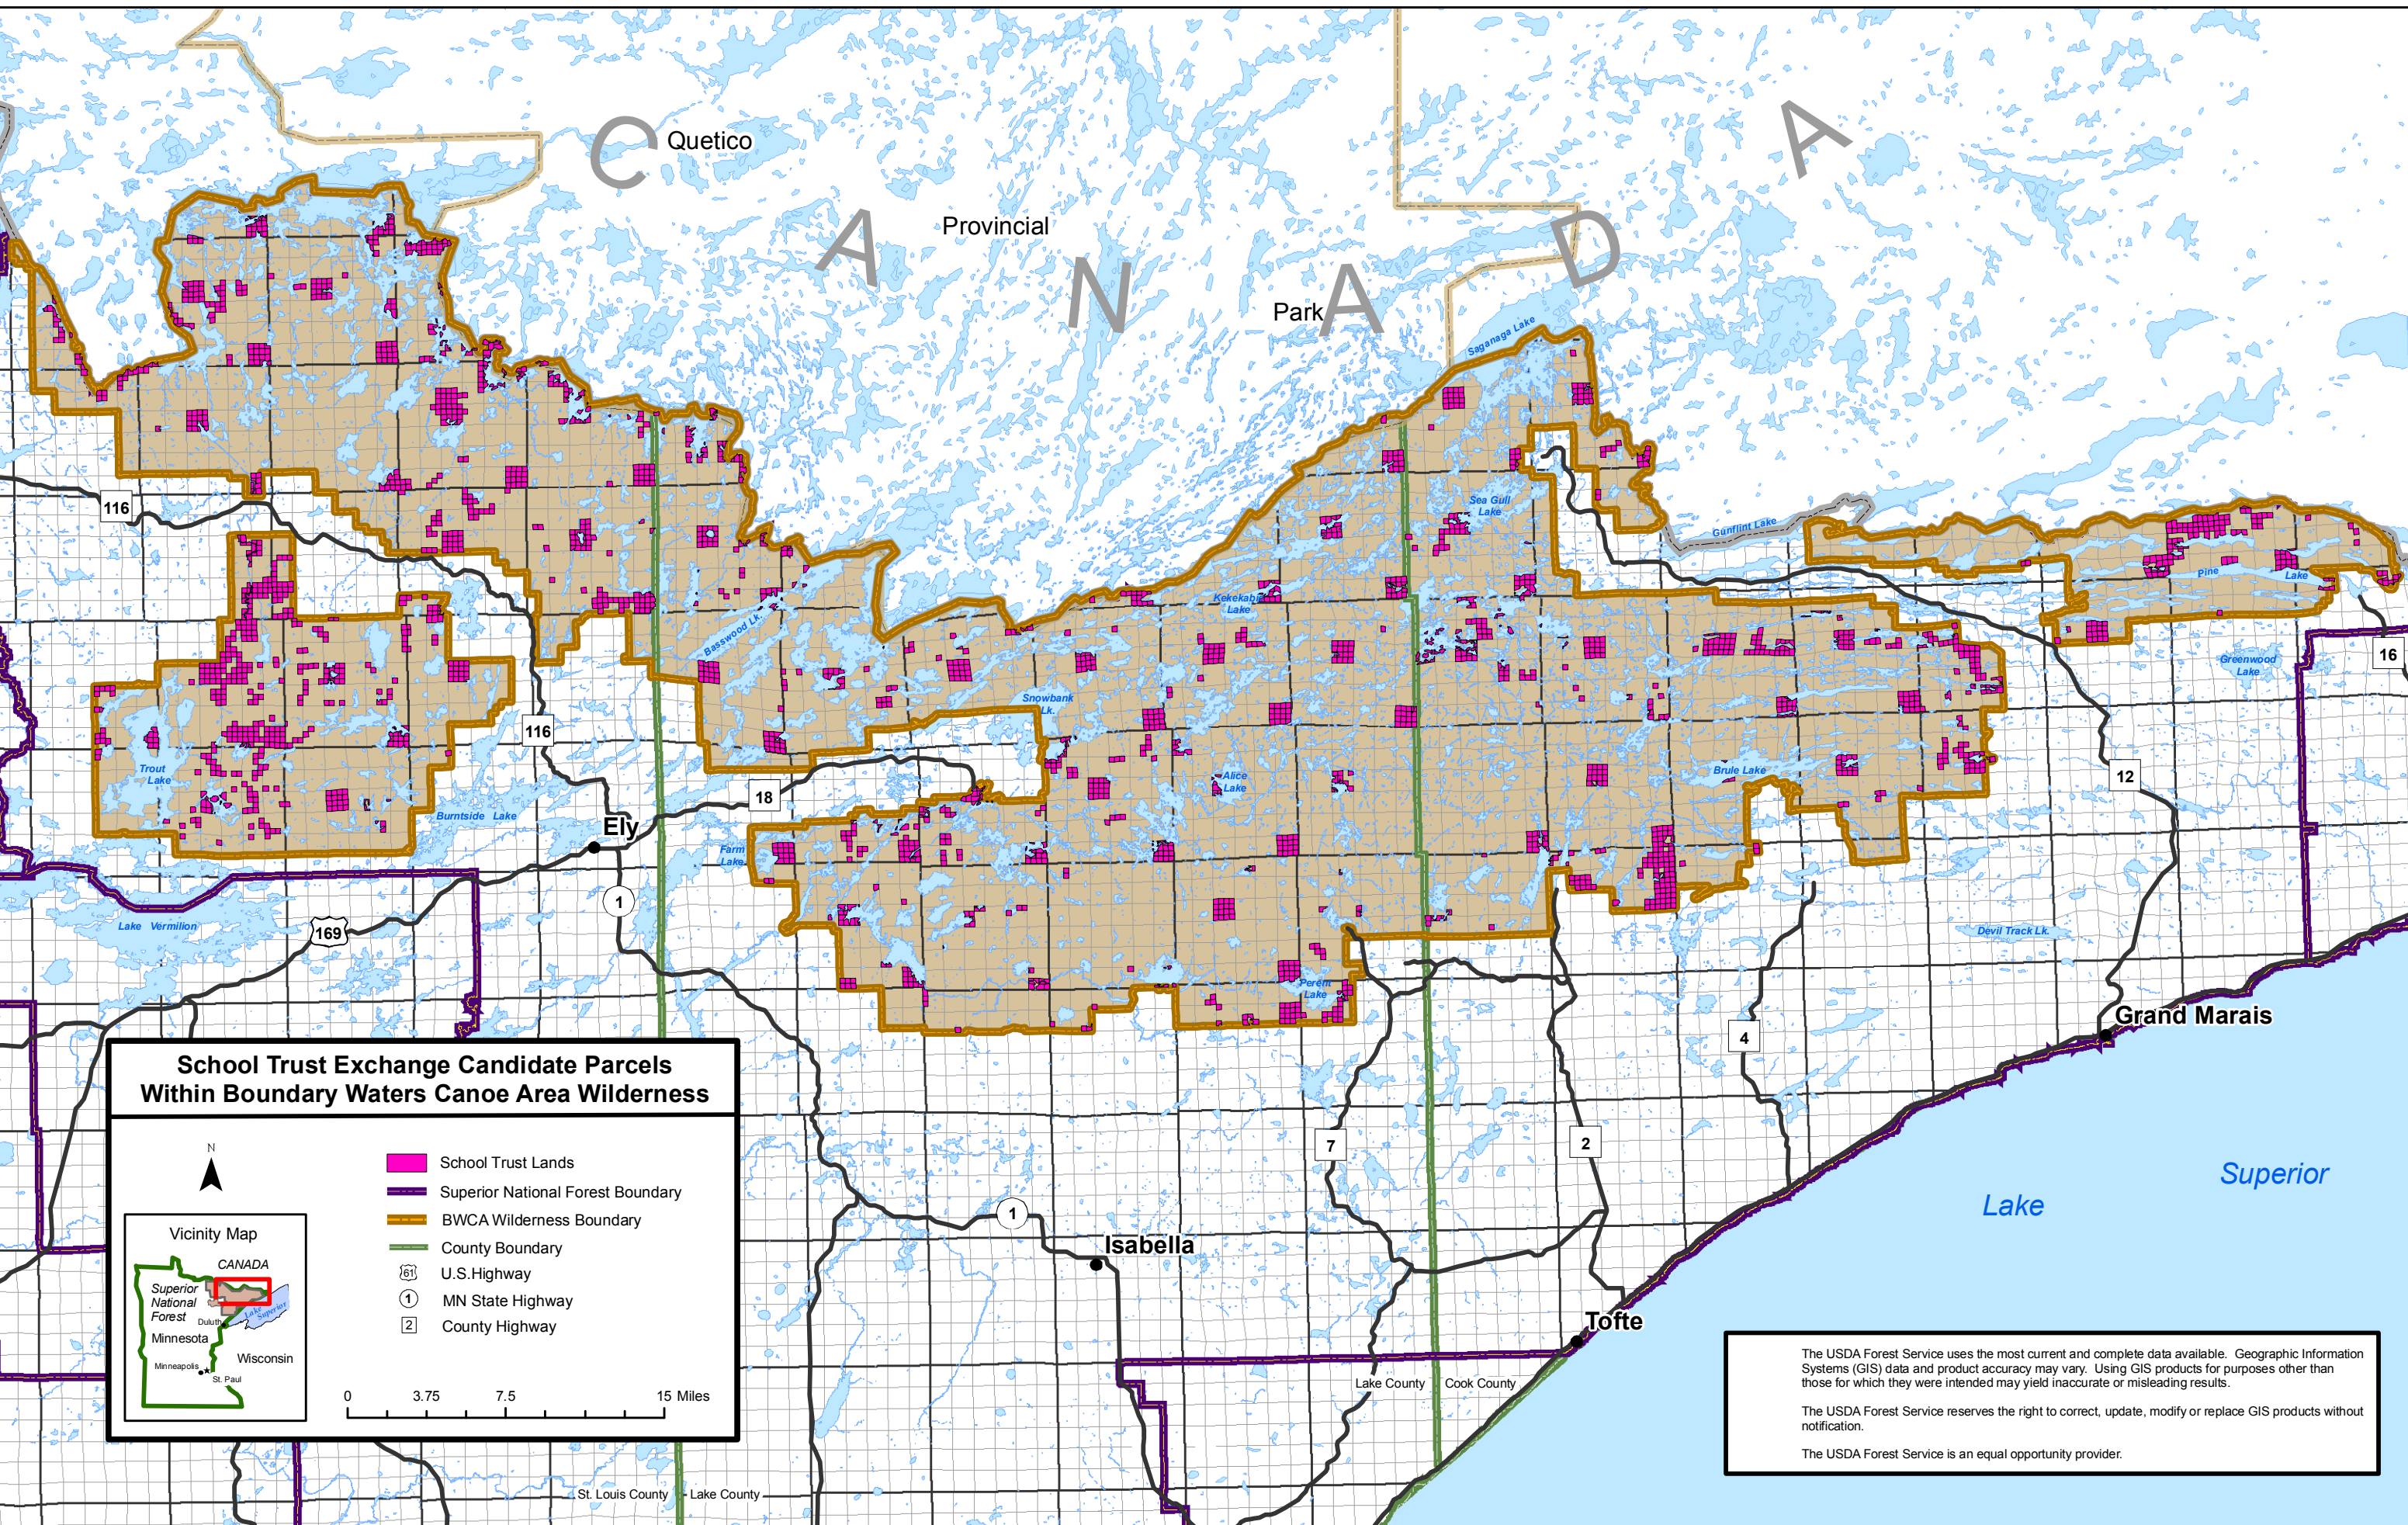 C
A
N
A
D
A
Quetico
Provincial
Park
Saganaga Lake
Sea Gull
Lake
Gunflint Lake
Pine
Lake
Greenwood
Lake
116
16
Kekekabic
Lake
Basswood Lk.
Snowbank
Lk.
116
Trout
Lake
Burntside Lake
18
Ely
Farm
Lake
Alice
Lake
Brule Lake
12
1
169
Lake Vermilion
Devil Track Lk.
Perent
Lake
Grand Marais
4
7
2
1
Isabella
Tofte
Lake
Superior
Lake County
Cook County
St. Louis County
Lake County
School Trust Exchange Candidate Parcels
Within Boundary Waters Canoe Area Wilderness
N
School Trust Lands
Superior National Forest Boundary
BWCA Wilderness Boundary
County Boundary
61 U.S.Highway
1 MN State Highway
2 County Highway
Vicinity Map
CANADA
Superior
National
Forest
Lake
Superior
Duluth
Minnesota
Wisconsin
Minneapolis
St. Paul
0 3.75 7.5 15 Miles
The USDA Forest Service uses the most current and complete data available. Geographic Information
Systems (GIS) data and product accuracy may vary. Using GIS products for purposes other than
those for which they were intended may yield inaccurate or misleading results.
The USDA Forest Service reserves the right to correct, update, modify or replace GIS products without
notification.
The USDA Forest Service is an equal opportunity provider.